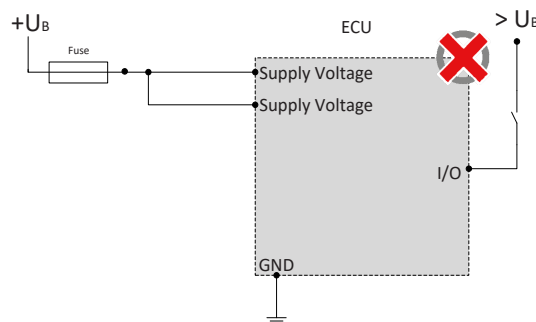 +UB
ECU
> UB
Fuse
Supply Voltage
Supply Voltage
I/O
GND